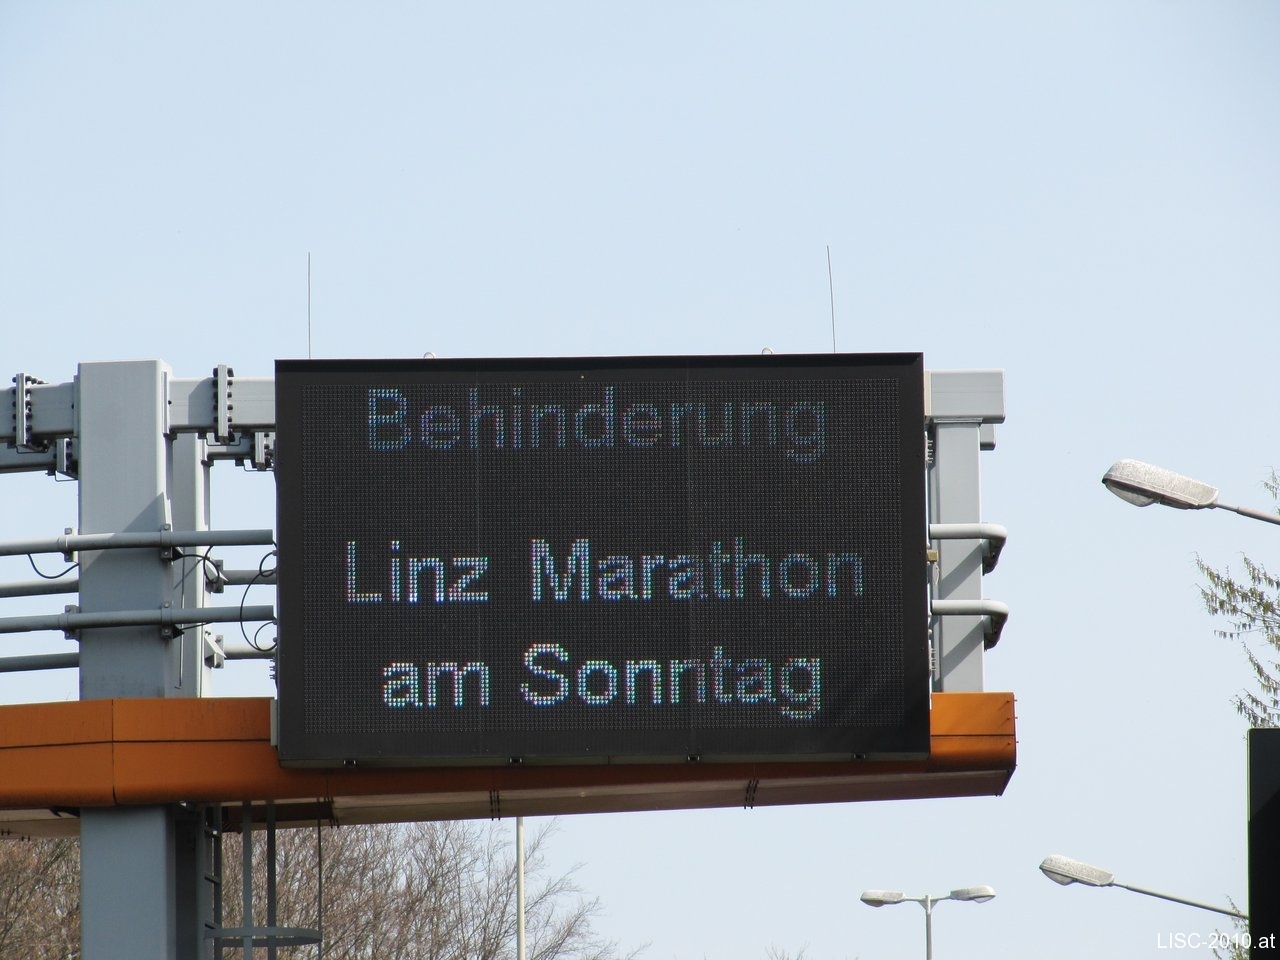 Behinderung
Linz Marathon
am Sonntag
LISC-2010.at